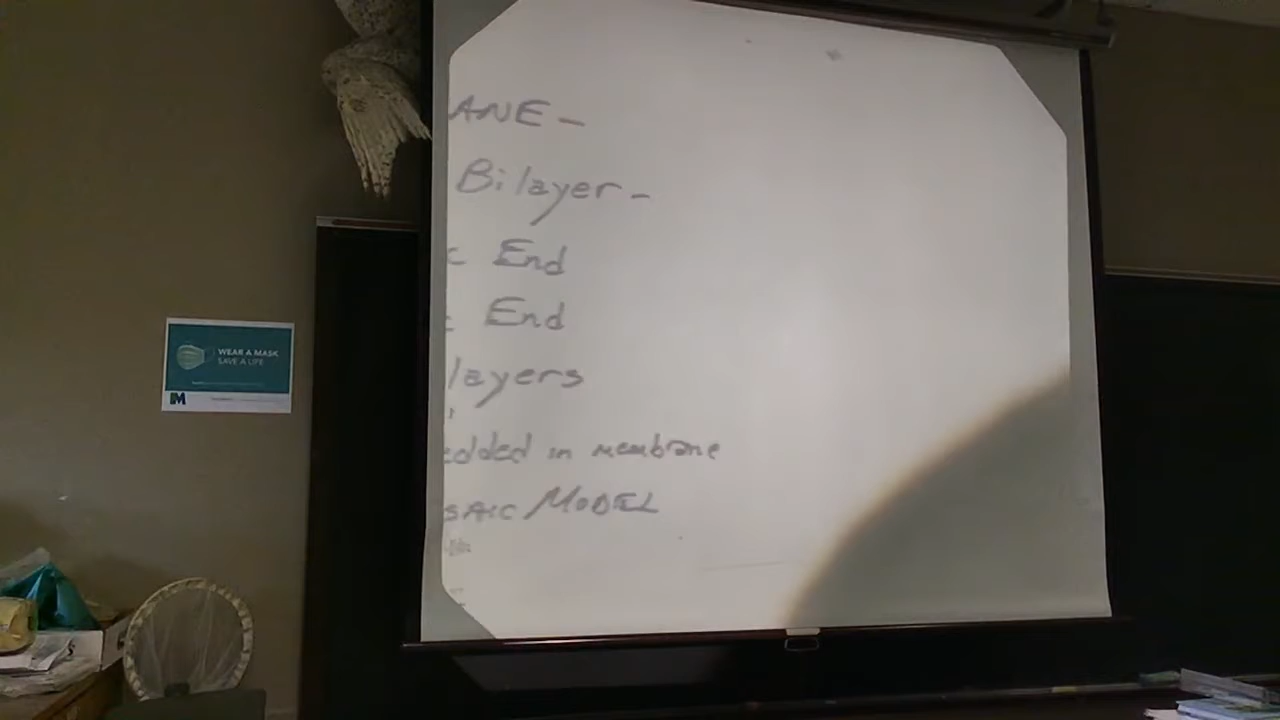 ANE -
Bilayer -
c End
c End
layers
edded in membrane
saic MODEL
WEAR A MASK
SAVE A LIFE
M